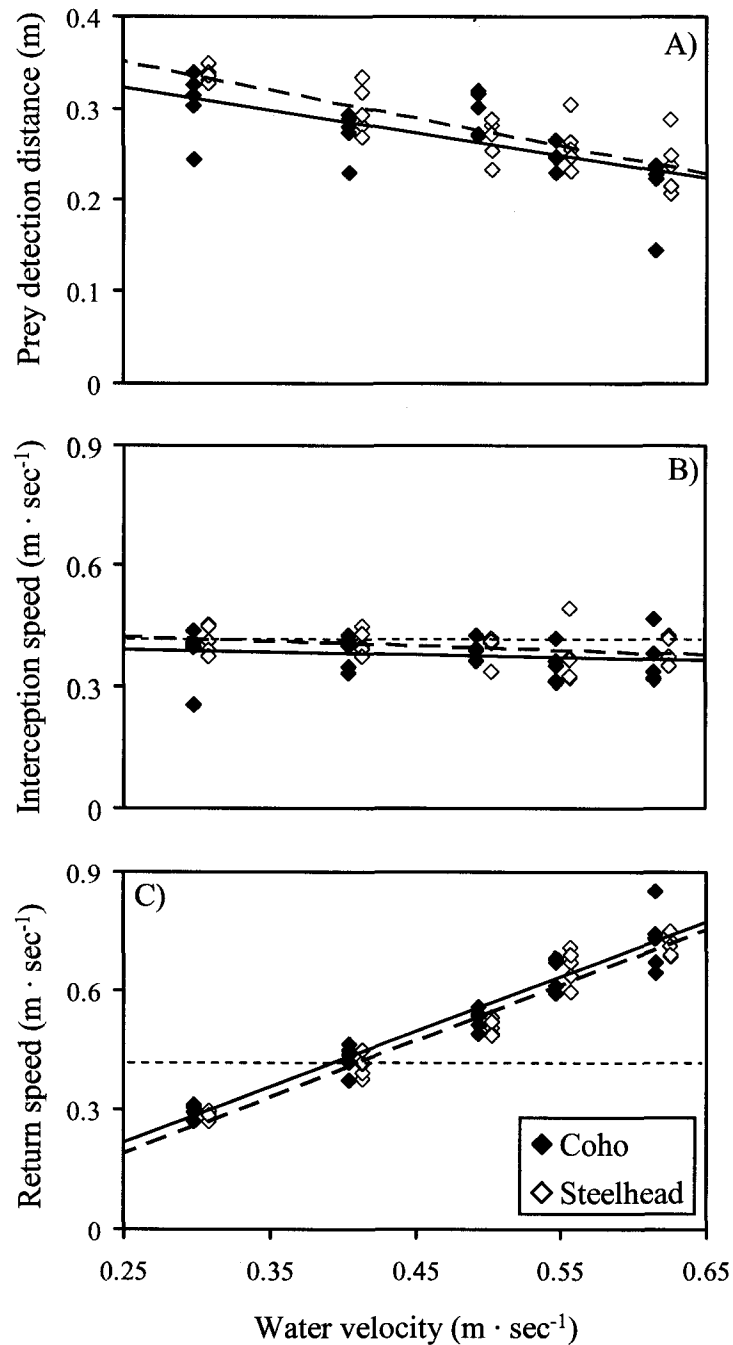 A)
Prey detection distance (m)
0.4
0.3
0.2
0.1
0
B)
Interception speed (m · sec⁻¹)
0.9
0.6
0.3
0
C)
Return speed (m · sec⁻¹)
0.9
0.6
0.3
0
Coho
Steelhead
0.25 0.35 0.45 0.55 0.65
Water velocity (m · sec⁻¹)